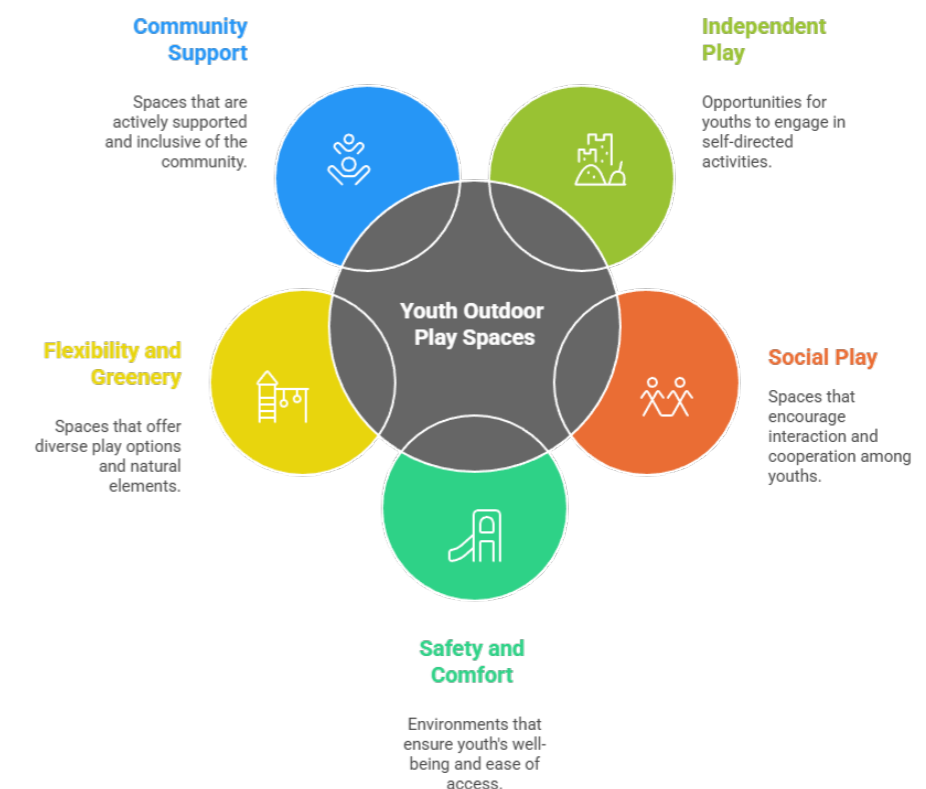 Community
Support
Spaces that are
actively supported
and inclusive of the
community.
Independent
Play
Opportunities for
youths to engage in
self-directed
activities.
Youth Outdoor
Play Spaces
Flexibility and
Greenery
Spaces that offer
diverse play options
and natural
elements.
Social Play
Spaces that
encourage
interaction and
cooperation among
youths.
Safety and
Comfort
Environments that
ensure youth's well-
being and ease of
access.